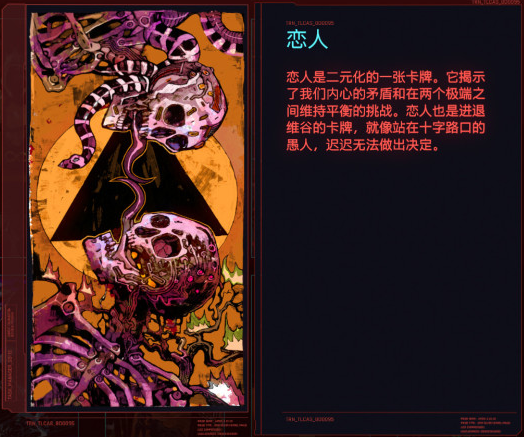 TRN_TLCAS_800095
恋人
恋人是二元化的一张卡牌。它揭示
了我们内心的矛盾和在两个极端之
间维持平衡的挑战。恋人也是进退
维谷的卡牌，就像站在十字路口的
愚人，迟迟无法做出决定。
TRN_TLCAS_800095
TRN_TLCAS_800095